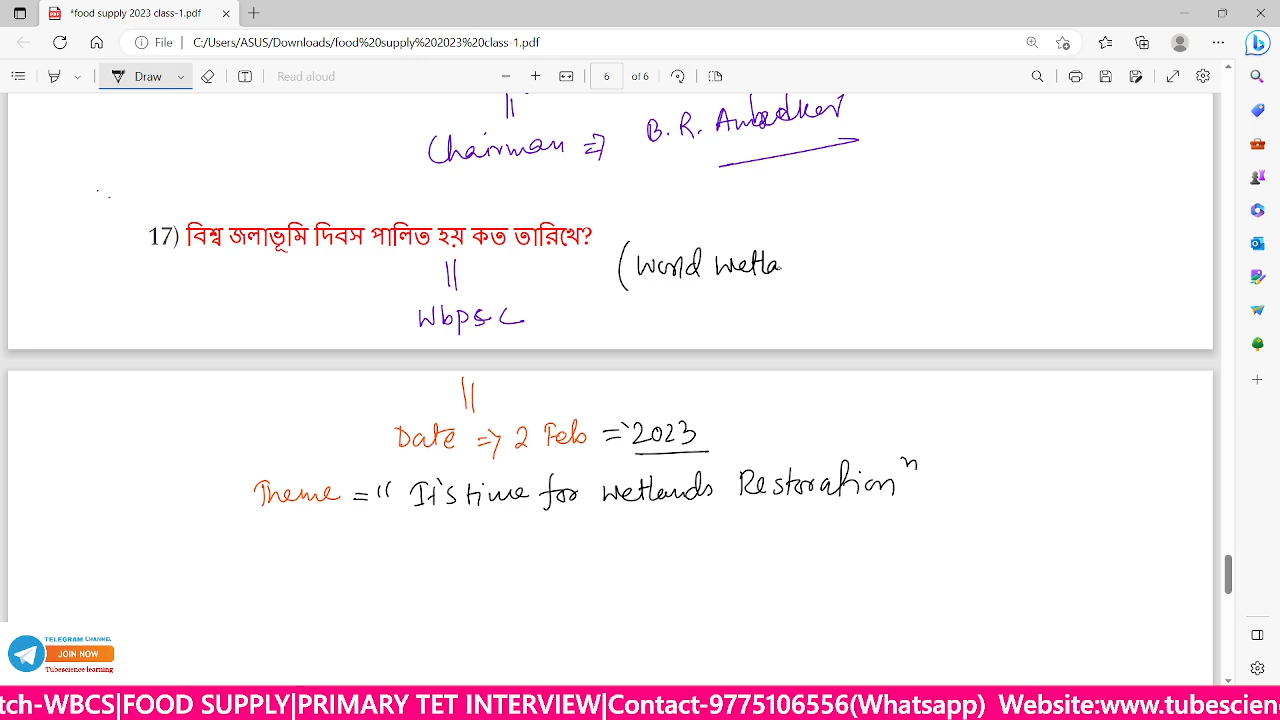 *food supply 2023 class-1.pdf
File C:/Users/ASUS/Downloads/food%20supply%202023%20class-1.pdf
Draw Read aloud 6 of 6
Chairman => B. R. Ambedkar
17) বিশ্ব জলাভূমি দিবস পালিত হয় কত তারিখে?
(World Wetla
Wbpsc
Date => 2 Feb = 2023
Theme = " It's time for wetlands Restoration "
TELEGRAM CHANNEL
JOIN NOW
Tubescience learning
tch-WBCS|FOOD SUPPLY|PRIMARY TET INTERVIEW|Contact-9775106556(Whatsapp) Website:www.tubescien